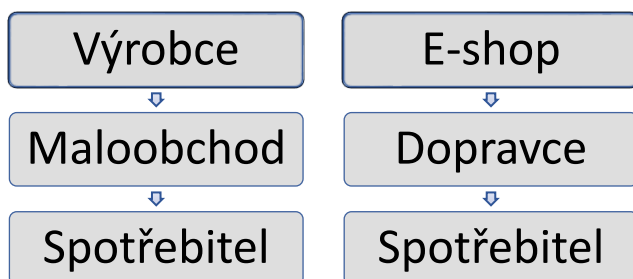 Výrobce
Maloobchod
Spotřebitel
E-shop
Dopravce
Spotřebitel